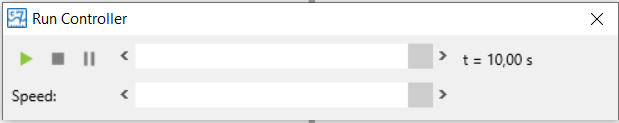 Run Controller
t = 10,00 s
Speed: